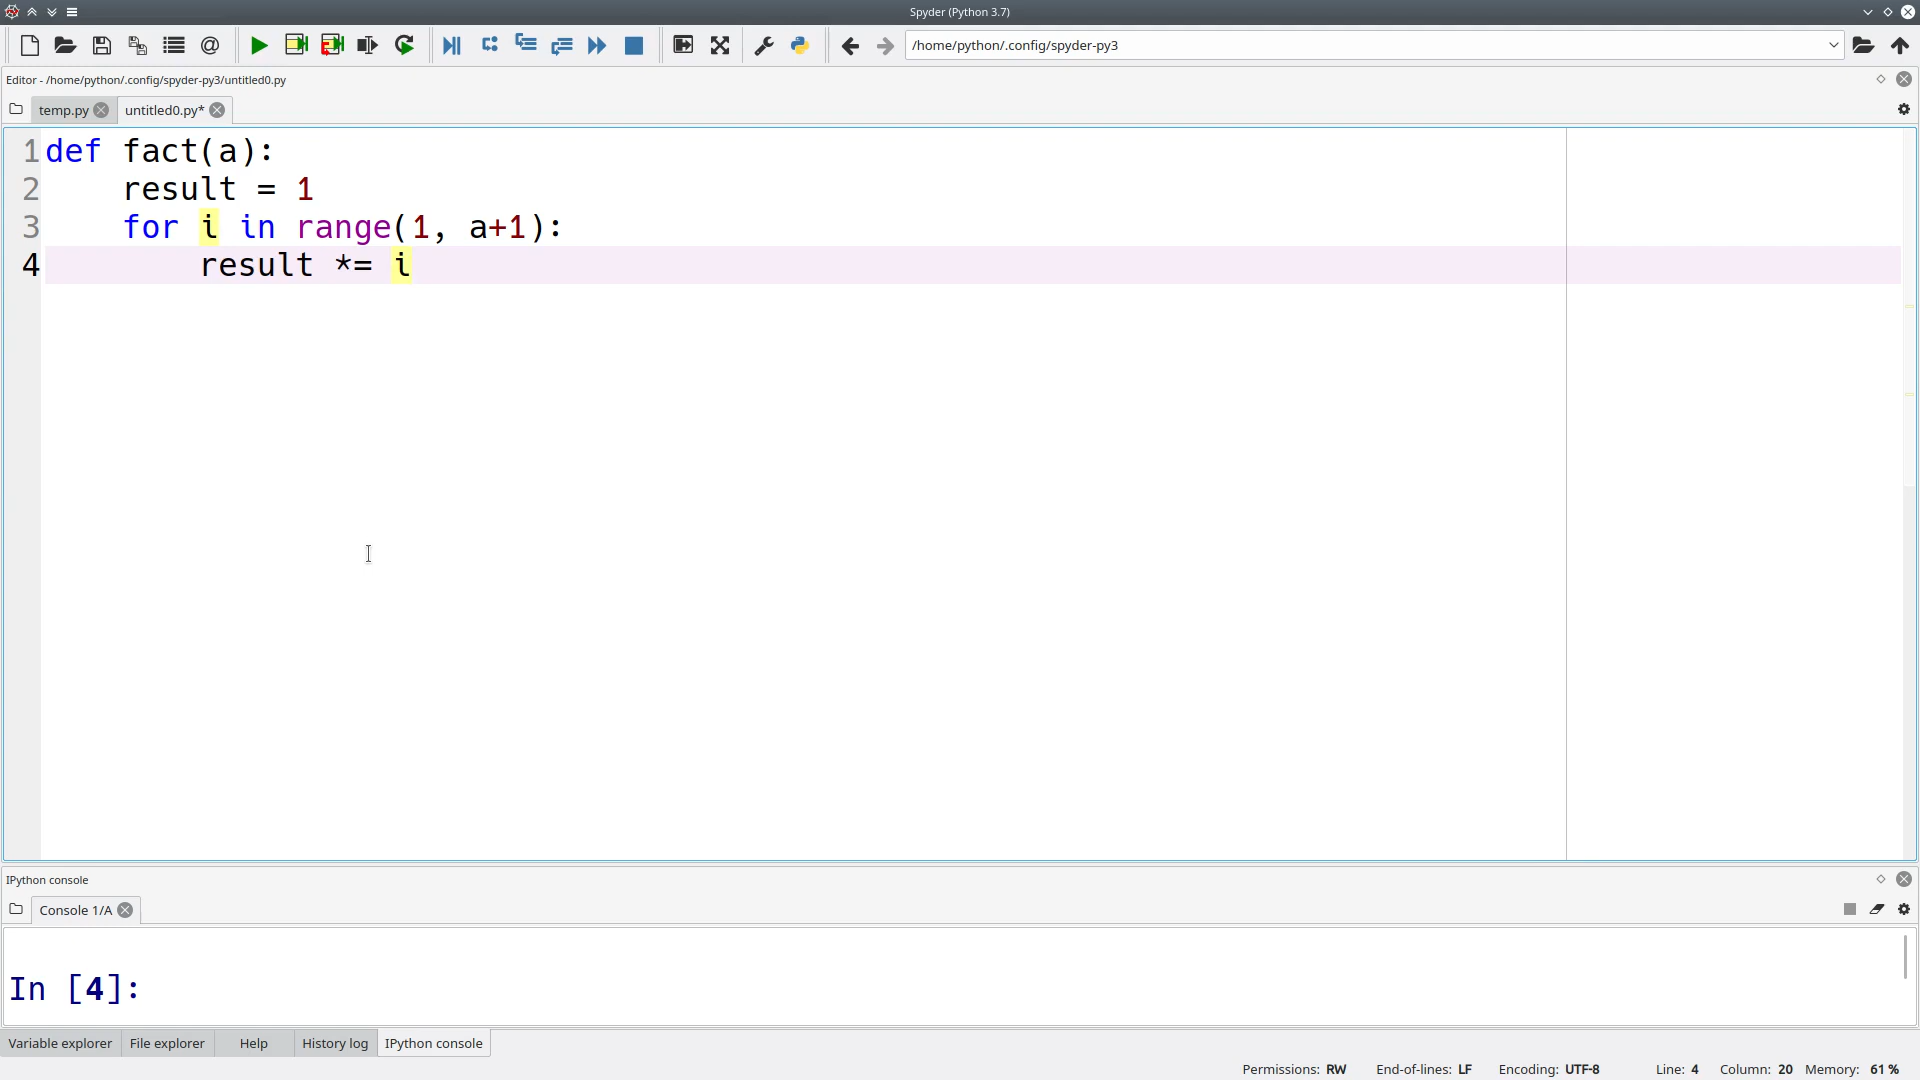 Spyder (Python 3.7)
/home/python/.config/spyder-py3
Editor - /home/python/.config/spyder-py3/untitled0.py
temp.py untitled0.py*
1 def fact(a):
2     result = 1
3     for i in range(1, a+1):
4         result *= i
IPython console
Console 1/A
In [4]:
Variable explorer File explorer Help History log IPython console
Permissions: RW End-of-lines: LF Encoding: UTF-8 Line: 4 Column: 20 Memory: 61 %